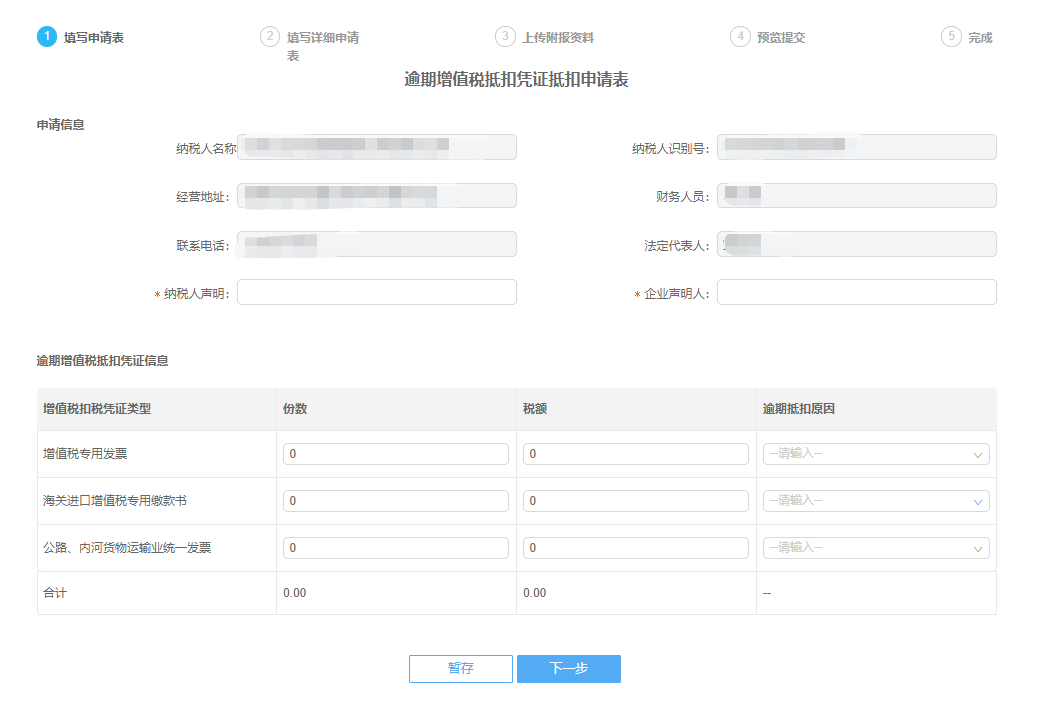 1 填写申请表 2 填写详细申请表 3 上传附报资料 4 预览提交 5 完成
逾期增值税抵扣凭证抵扣申请表
申请信息
纳税人名称 纳税人识别号：
经营地址： 财务人员：
联系电话： 法定代表人：
* 纳税人声明： * 企业声明人：
逾期增值税抵扣凭证信息
增值税扣税凭证类型 份数 税额 逾期抵扣原因
增值税专用发票 0 0 --请输入--
海关进口增值税专用缴款书 0 0 --请输入--
公路、内河货物运输业统一发票 0 0 --请输入--
合计 0.00 0.00 --
暂存 下一步